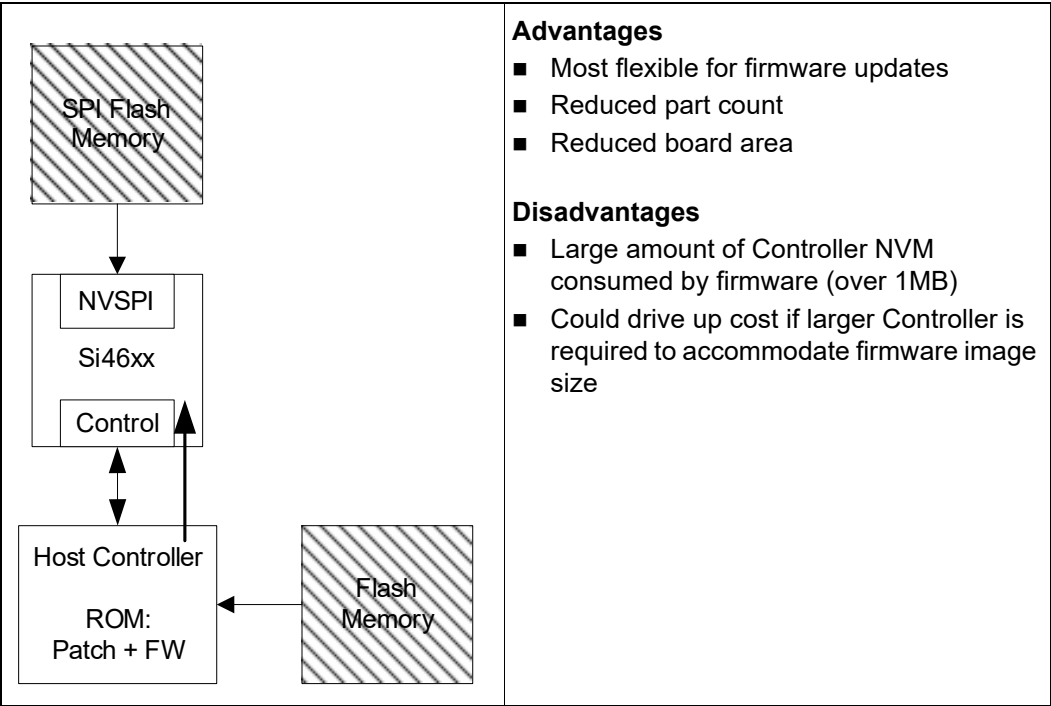 SPI Flash
Memory
NVSPI
Si46xx
Control
Host Controller
ROM:
Patch + FW
Flash
Memory
Advantages
■ Most flexible for firmware updates
■ Reduced part count
■ Reduced board area
Disadvantages
■ Large amount of Controller NVM
consumed by firmware (over 1MB)
■ Could drive up cost if larger Controller is
required to accommodate firmware image
size